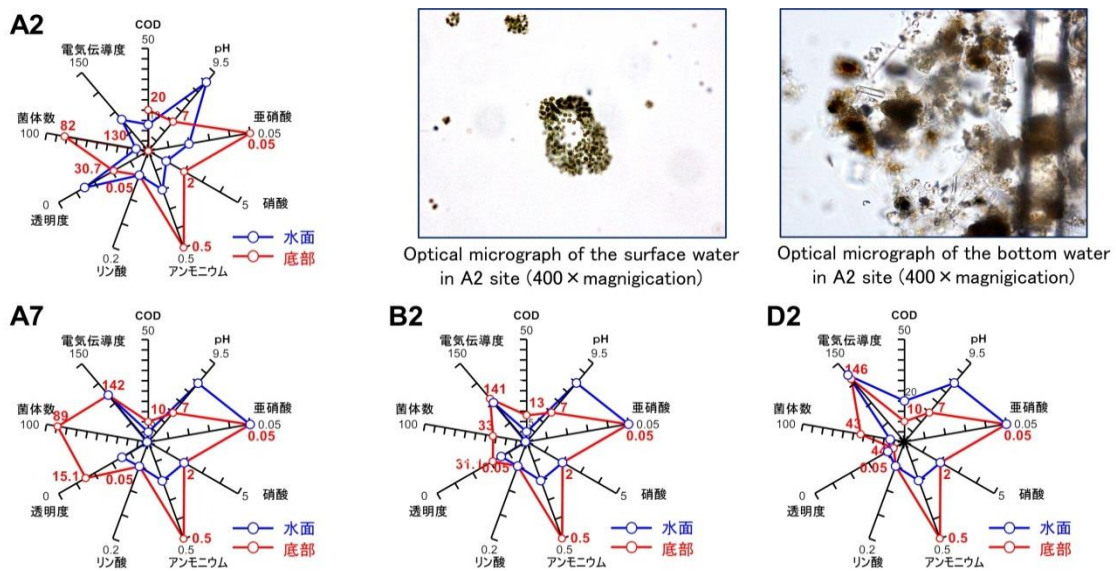 A2
COD
50
電気伝導度
150
pH
9.5
20
7
亜硝酸
0.05
0.05
菌体数
100
82
130
30.7
0.05
2
0
透明度
5
硝酸
0.2
リン酸
0.5
0.5
アンモニウム
水面
底部
Optical micrograph of the surface water
in A2 site (400×magnigication)
Optical micrograph of the bottom water
in A2 site (400×magnigication)
A7
COD
50
電気伝導度
150
pH
9.5
142
10
7
亜硝酸
0.05
0.05
菌体数
100
89
15.1
0.05
2
0
透明度
5
硝酸
0.2
リン酸
0.5
0.5
アンモニウム
水面
底部
B2
COD
50
電気伝導度
150
pH
9.5
141
13
7
亜硝酸
0.05
0.05
菌体数
100
33
0.05
2
0
透明度
5
硝酸
0.2
リン酸
0.5
0.5
アンモニウム
水面
底部
D2
COD
50
電気伝導度
150
pH
9.5
146
20
10
7
亜硝酸
0.05
0.05
菌体数
100
43
0.05
2
0
透明度
5
硝酸
0.2
リン酸
0.5
0.5
アンモニウム
水面
底部